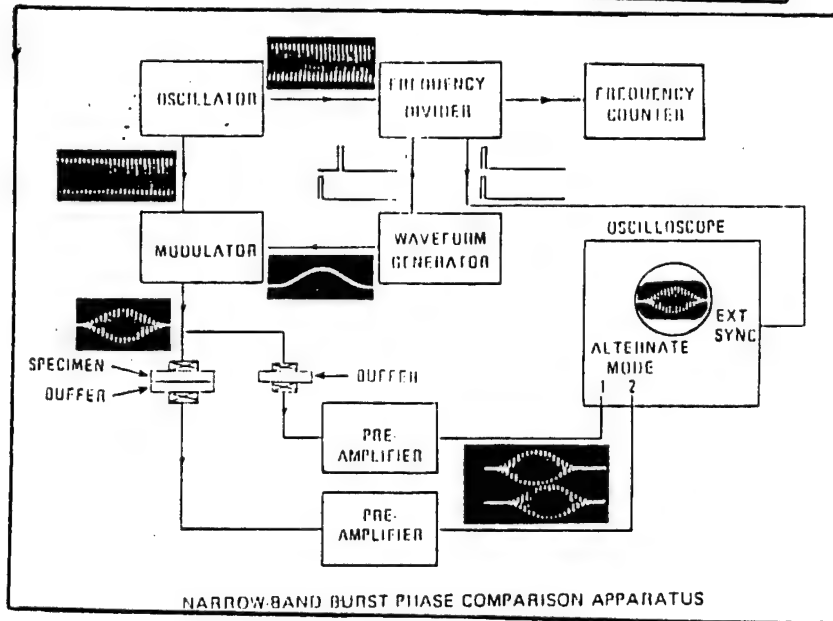 OSCILLATOR
FREQUENCY
DIVIDER
FREQUENCY
COUNTER
MODULATOR
WAVEFORM
GENERATOR
OSCILLOSCOPE
EXT
SYNC
ALTERNATE
MODE
1 2
SPECIMEN
BUFFER
BUFFER
PRE-
AMPLIFIER
PRE-
AMPLIFIER
NARROW-BAND BURST PHASE COMPARISON APPARATUS